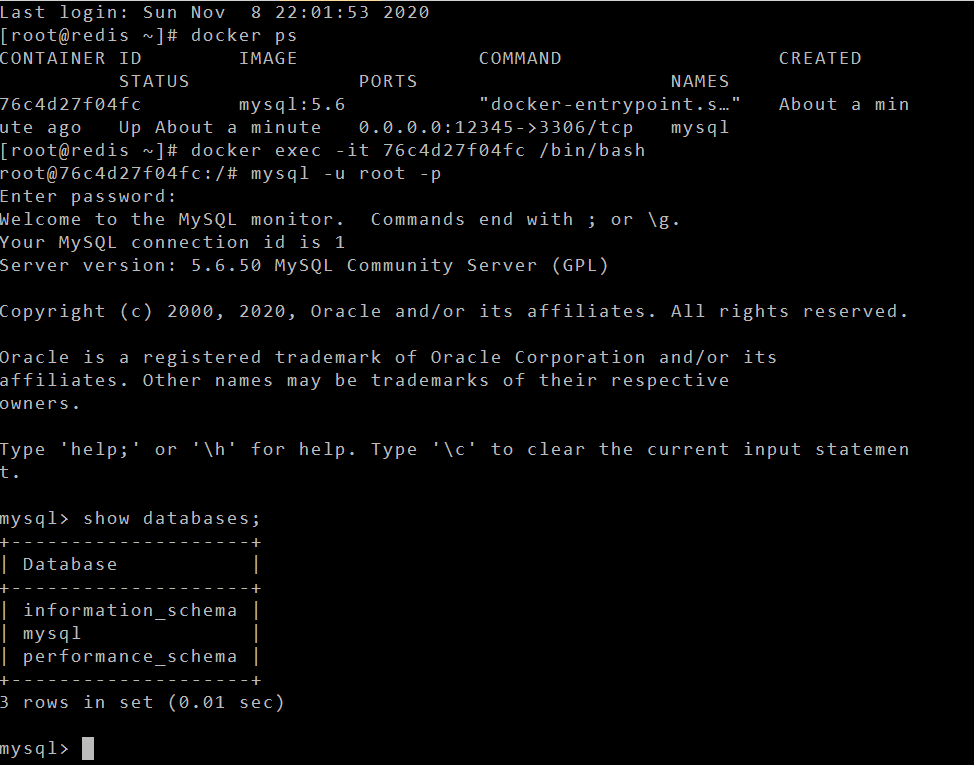 Last login: Sun Nov  8 22:01:53 2020
[root@redis ~]# docker ps
CONTAINER ID        IMAGE               COMMAND                  CREATED
          STATUS              PORTS                     NAMES
76c4d27f04fc        mysql:5.6           "docker-entrypoint.s…"   About a min
ute ago   Up About a minute   0.0.0.0:12345->3306/tcp   mysql
[root@redis ~]# docker exec -it 76c4d27f04fc /bin/bash
root@76c4d27f04fc:/# mysql -u root -p
Enter password:
Welcome to the MySQL monitor.  Commands end with ; or \g.
Your MySQL connection id is 1
Server version: 5.6.50 MySQL Community Server (GPL)

Copyright (c) 2000, 2020, Oracle and/or its affiliates. All rights reserved.

Oracle is a registered trademark of Oracle Corporation and/or its
affiliates. Other names may be trademarks of their respective
owners.

Type 'help;' or '\h' for help. Type '\c' to clear the current input statemen
t.

mysql> show databases;
+--------------------+
| Database           |
+--------------------+
| information_schema |
| mysql              |
| performance_schema |
+--------------------+
3 rows in set (0.01 sec)

mysql>